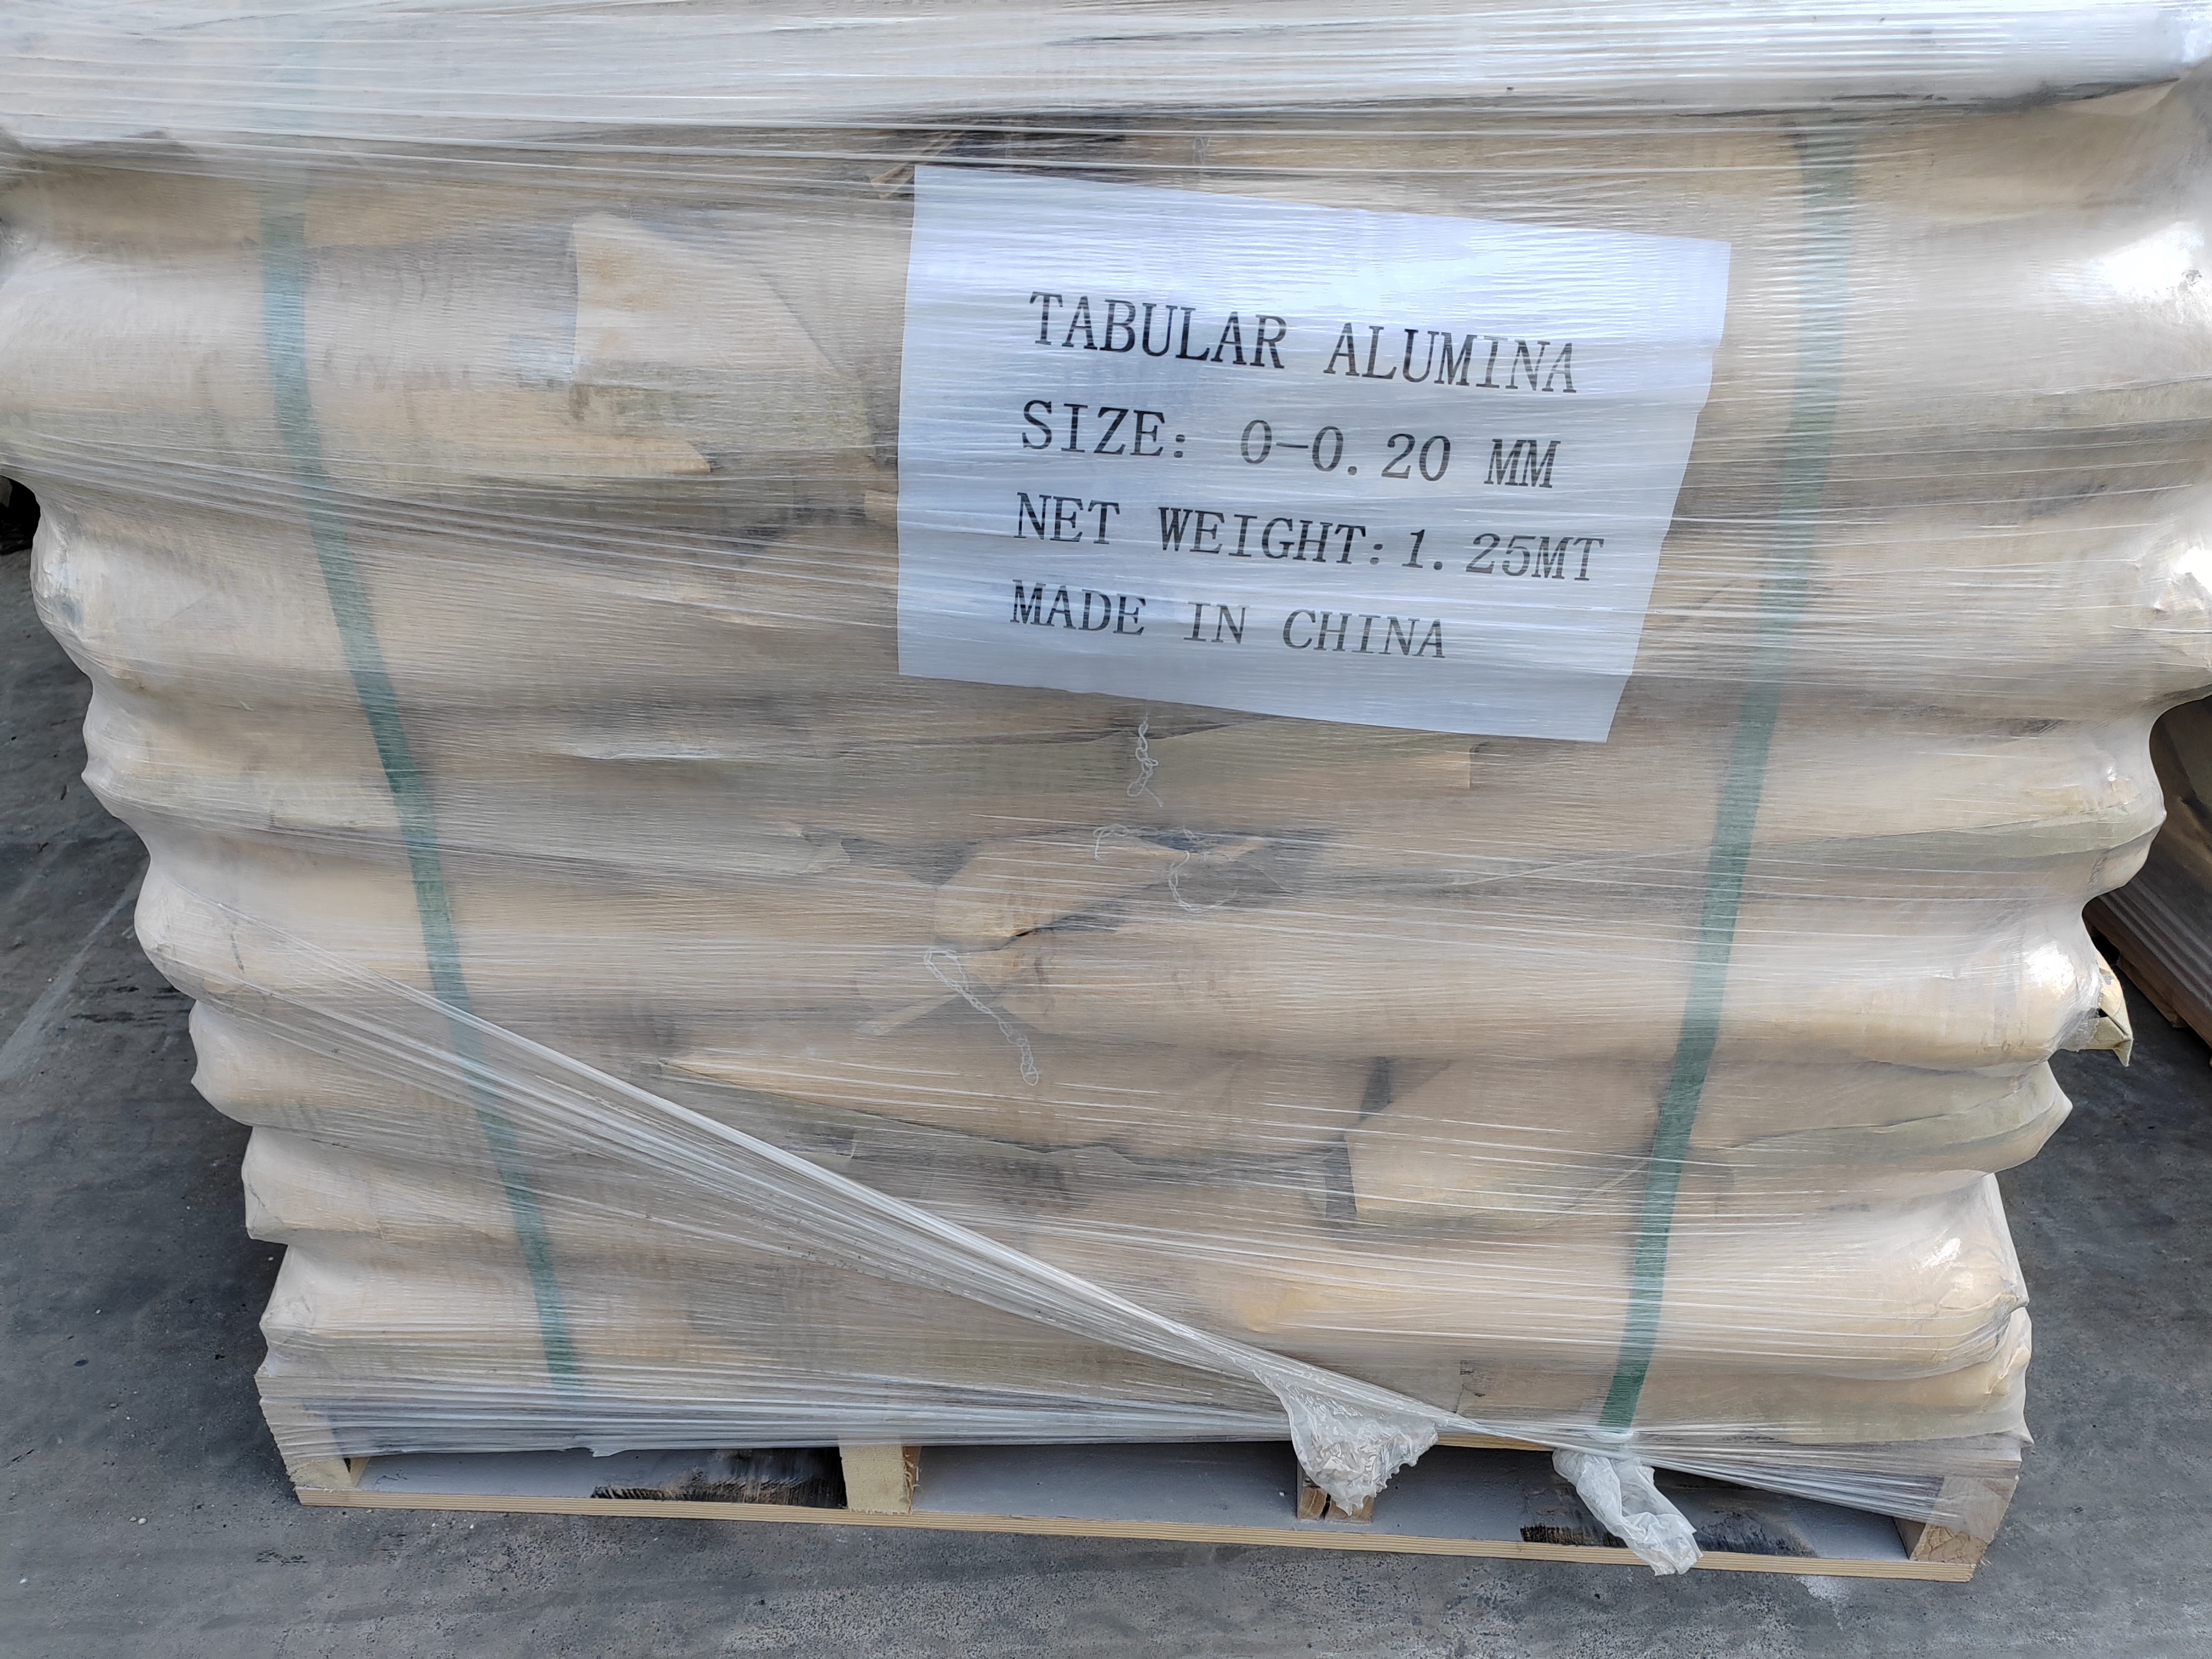 TABULAR ALUMINA
SIZE: 0-0.20 MM
NET WEIGHT:1.25MT
MADE IN CHINA